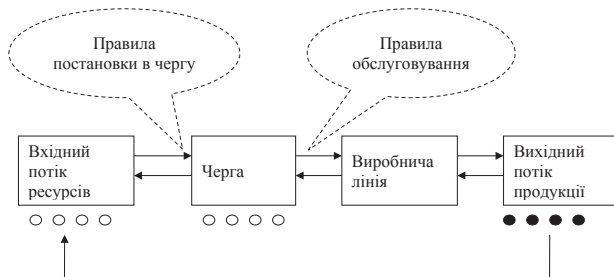 Правила
постановки в чергу
Правила
обслуговування
Вхідний
потік
ресурсів
Черга
Виробнича
лінія
Вихідний
потік
продукції